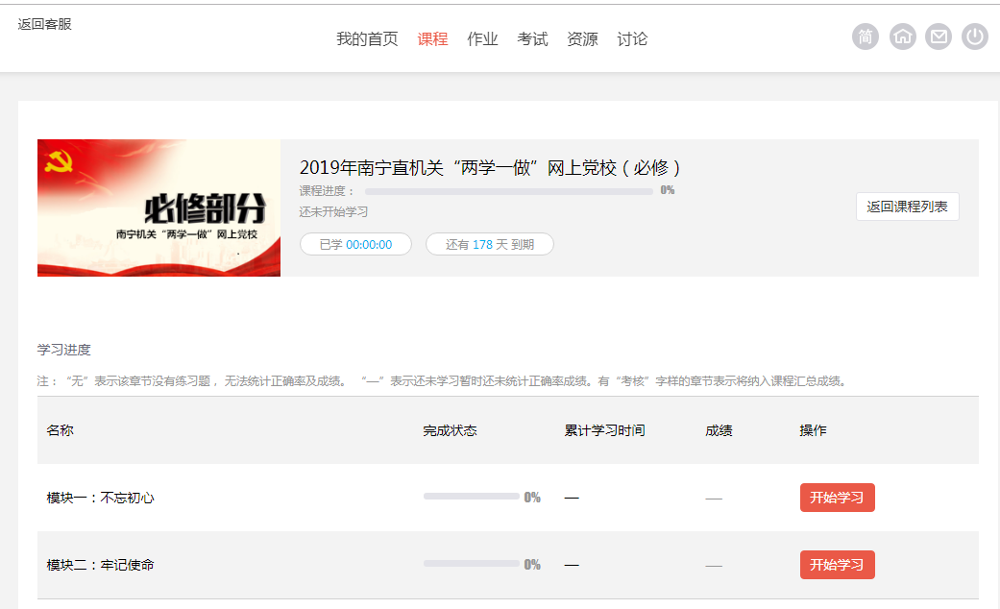 返回客服
我的首页 课程 作业 考试 资源 讨论
简
必修部分
南宁机关“两学一做”网上党校
2019年南宁直机关“两学一做”网上党校（必修）
课程进度： 0%
还未开始学习
已学 00:00:00 还有 178 天 到期
返回课程列表
学习进度
注：“无”表示该章节没有练习题，无法统计正确率及成绩。 “—”表示还未学习暂时还未统计正确率成绩。有“考核”字样的章节表示将纳入课程汇总成绩。
名称 完成状态 累计学习时间 成绩 操作
模块一：不忘初心 0% — — 开始学习
模块二：牢记使命 0% — — 开始学习